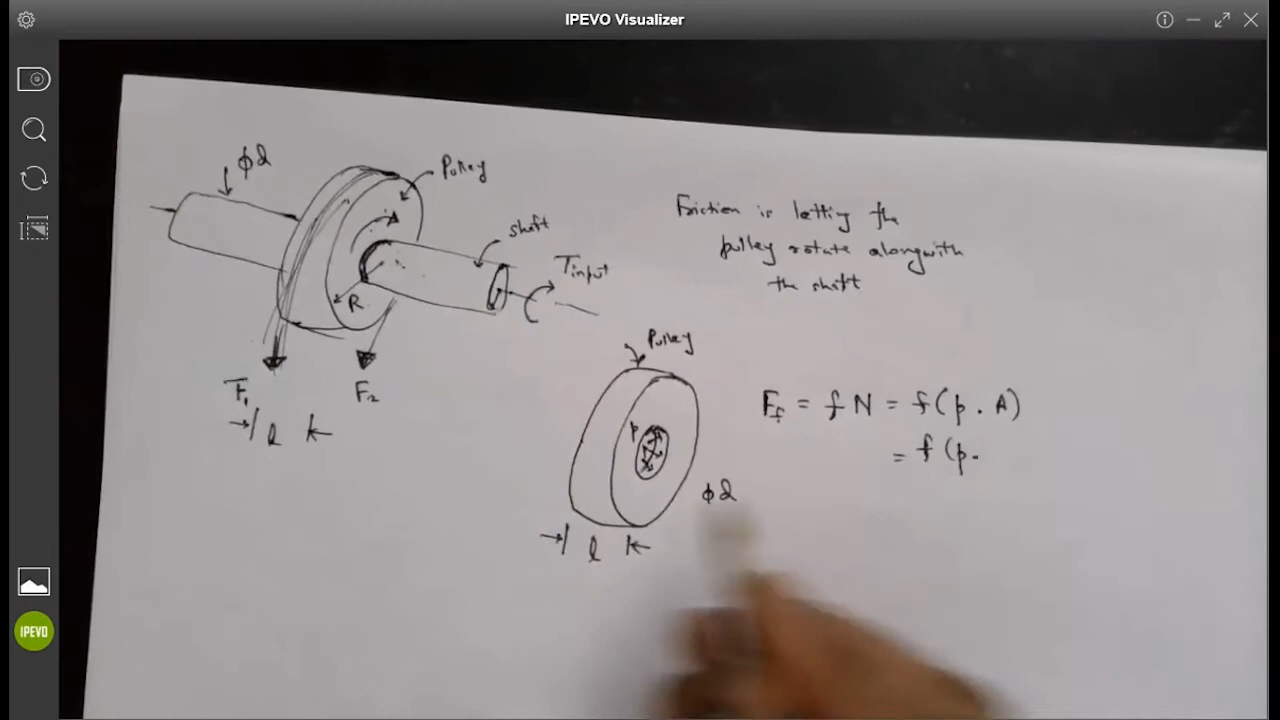 IPEVO Visualizer
ϕd
Pulley
shaft
Tinput
R
F1
F2
l
Friction is letting the
pulley rotate alongwith
the shaft
Pulley
p
ϕd
l
Ff = f N = f(p . A)
= f (p.
IPEVO